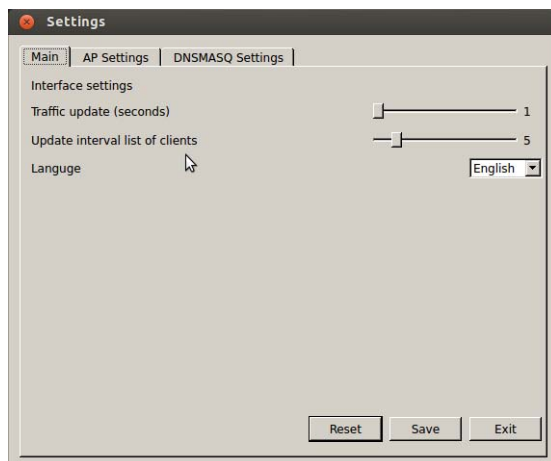 Settings
Main AP Settings DNSMASQ Settings
Interface settings
Traffic update (seconds) 1
Update interval list of clients 5
Languge English
Reset Save Exit